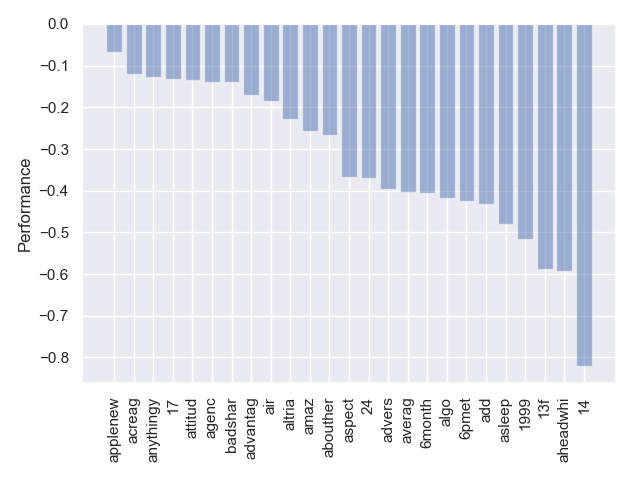 0.0
−0.1
−0.2
−0.3
−0.4
−0.5
−0.6
−0.7
−0.8
Performance
applenew
acreag
anythingy
17
attitud
agenc
badshar
advantag
air
altria
amaz
abouther
aspect
24
advers
averag
6month
algo
6pmet
add
asleep
1999
13f
aheadwhi
14